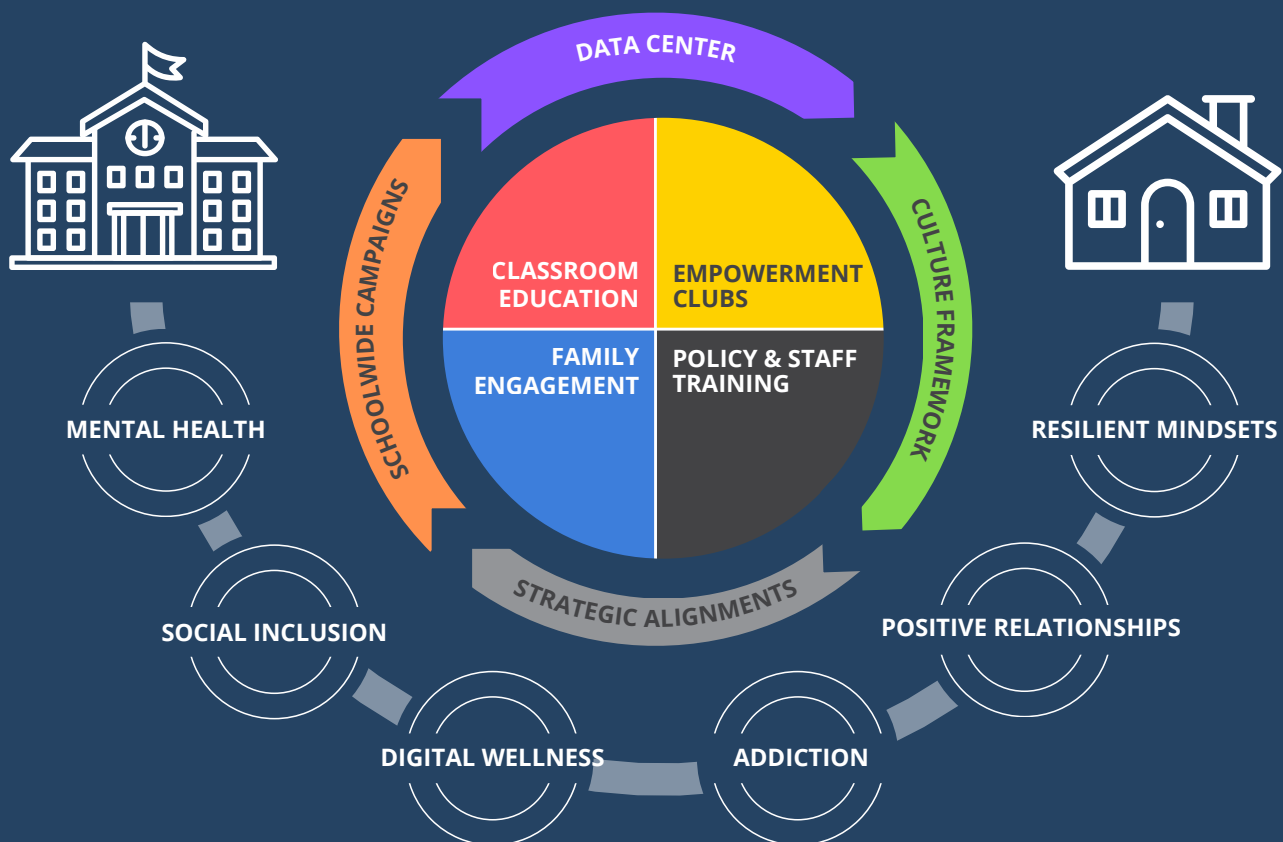 DATA CENTER
SCHOOLWIDE CAMPAIGNS
CULTURE FRAMEWORK
CLASSROOM
EDUCATION
EMPOWERMENT
CLUBS
FAMILY
ENGAGEMENT
POLICY & STAFF
TRAINING
STRATEGIC ALIGNMENTS
MENTAL HEALTH
SOCIAL INCLUSION
DIGITAL WELLNESS
ADDICTION
POSITIVE RELATIONSHIPS
RESILIENT MINDSETS